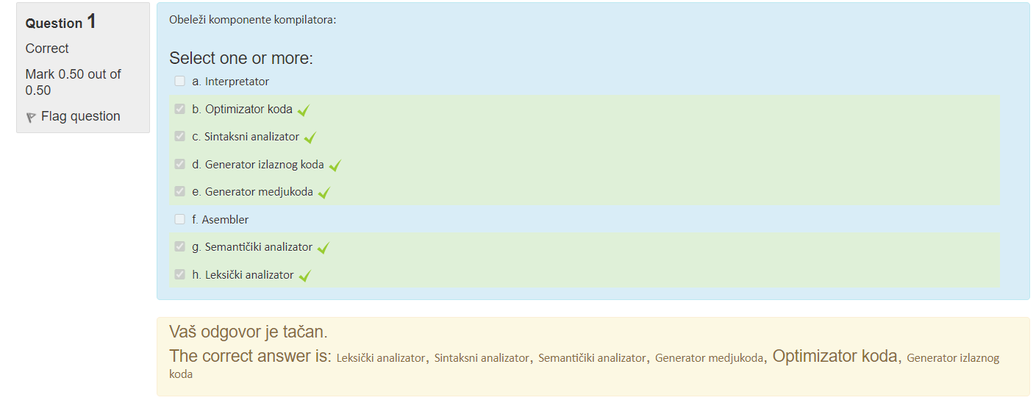 Question 1
Correct
Mark 0.50 out of
0.50
Flag question
Obeleži komponente kompilatora:
Select one or more:
a. Interpretator
b. Optimizator koda
c. Sintaksni analizator
d. Generator izlaznog koda
e. Generator medjukoda
f. Asembler
g. Semantičiki analizator
h. Leksički analizator
Vaš odgovor je tačan.
The correct answer is: Leksički analizator, Sintaksni analizator, Semantičiki analizator, Generator medjukoda, Optimizator koda, Generator izlaznog
koda